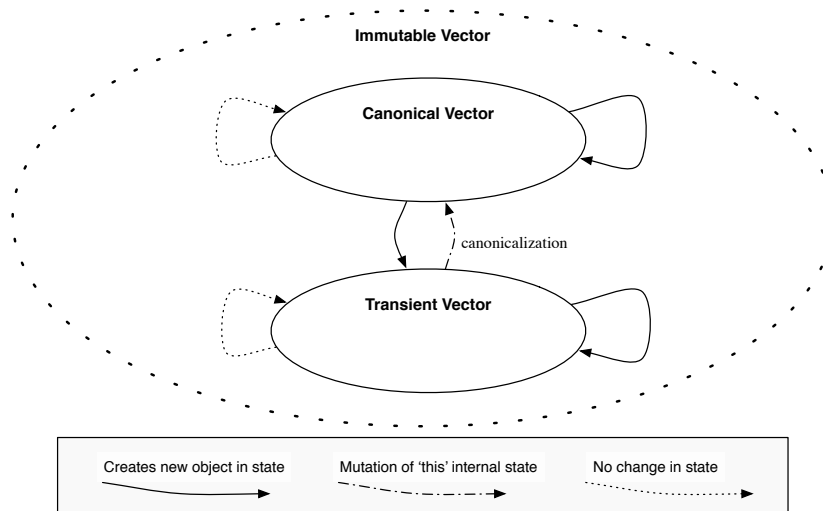 Immutable Vector
Canonical Vector
canonicalization
Transient Vector
Creates new object in state
Mutation of ‘this’ internal state
No change in state